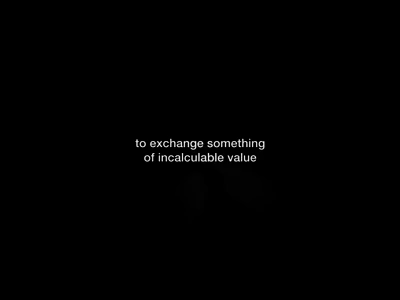 to exchange something
of incalculable value